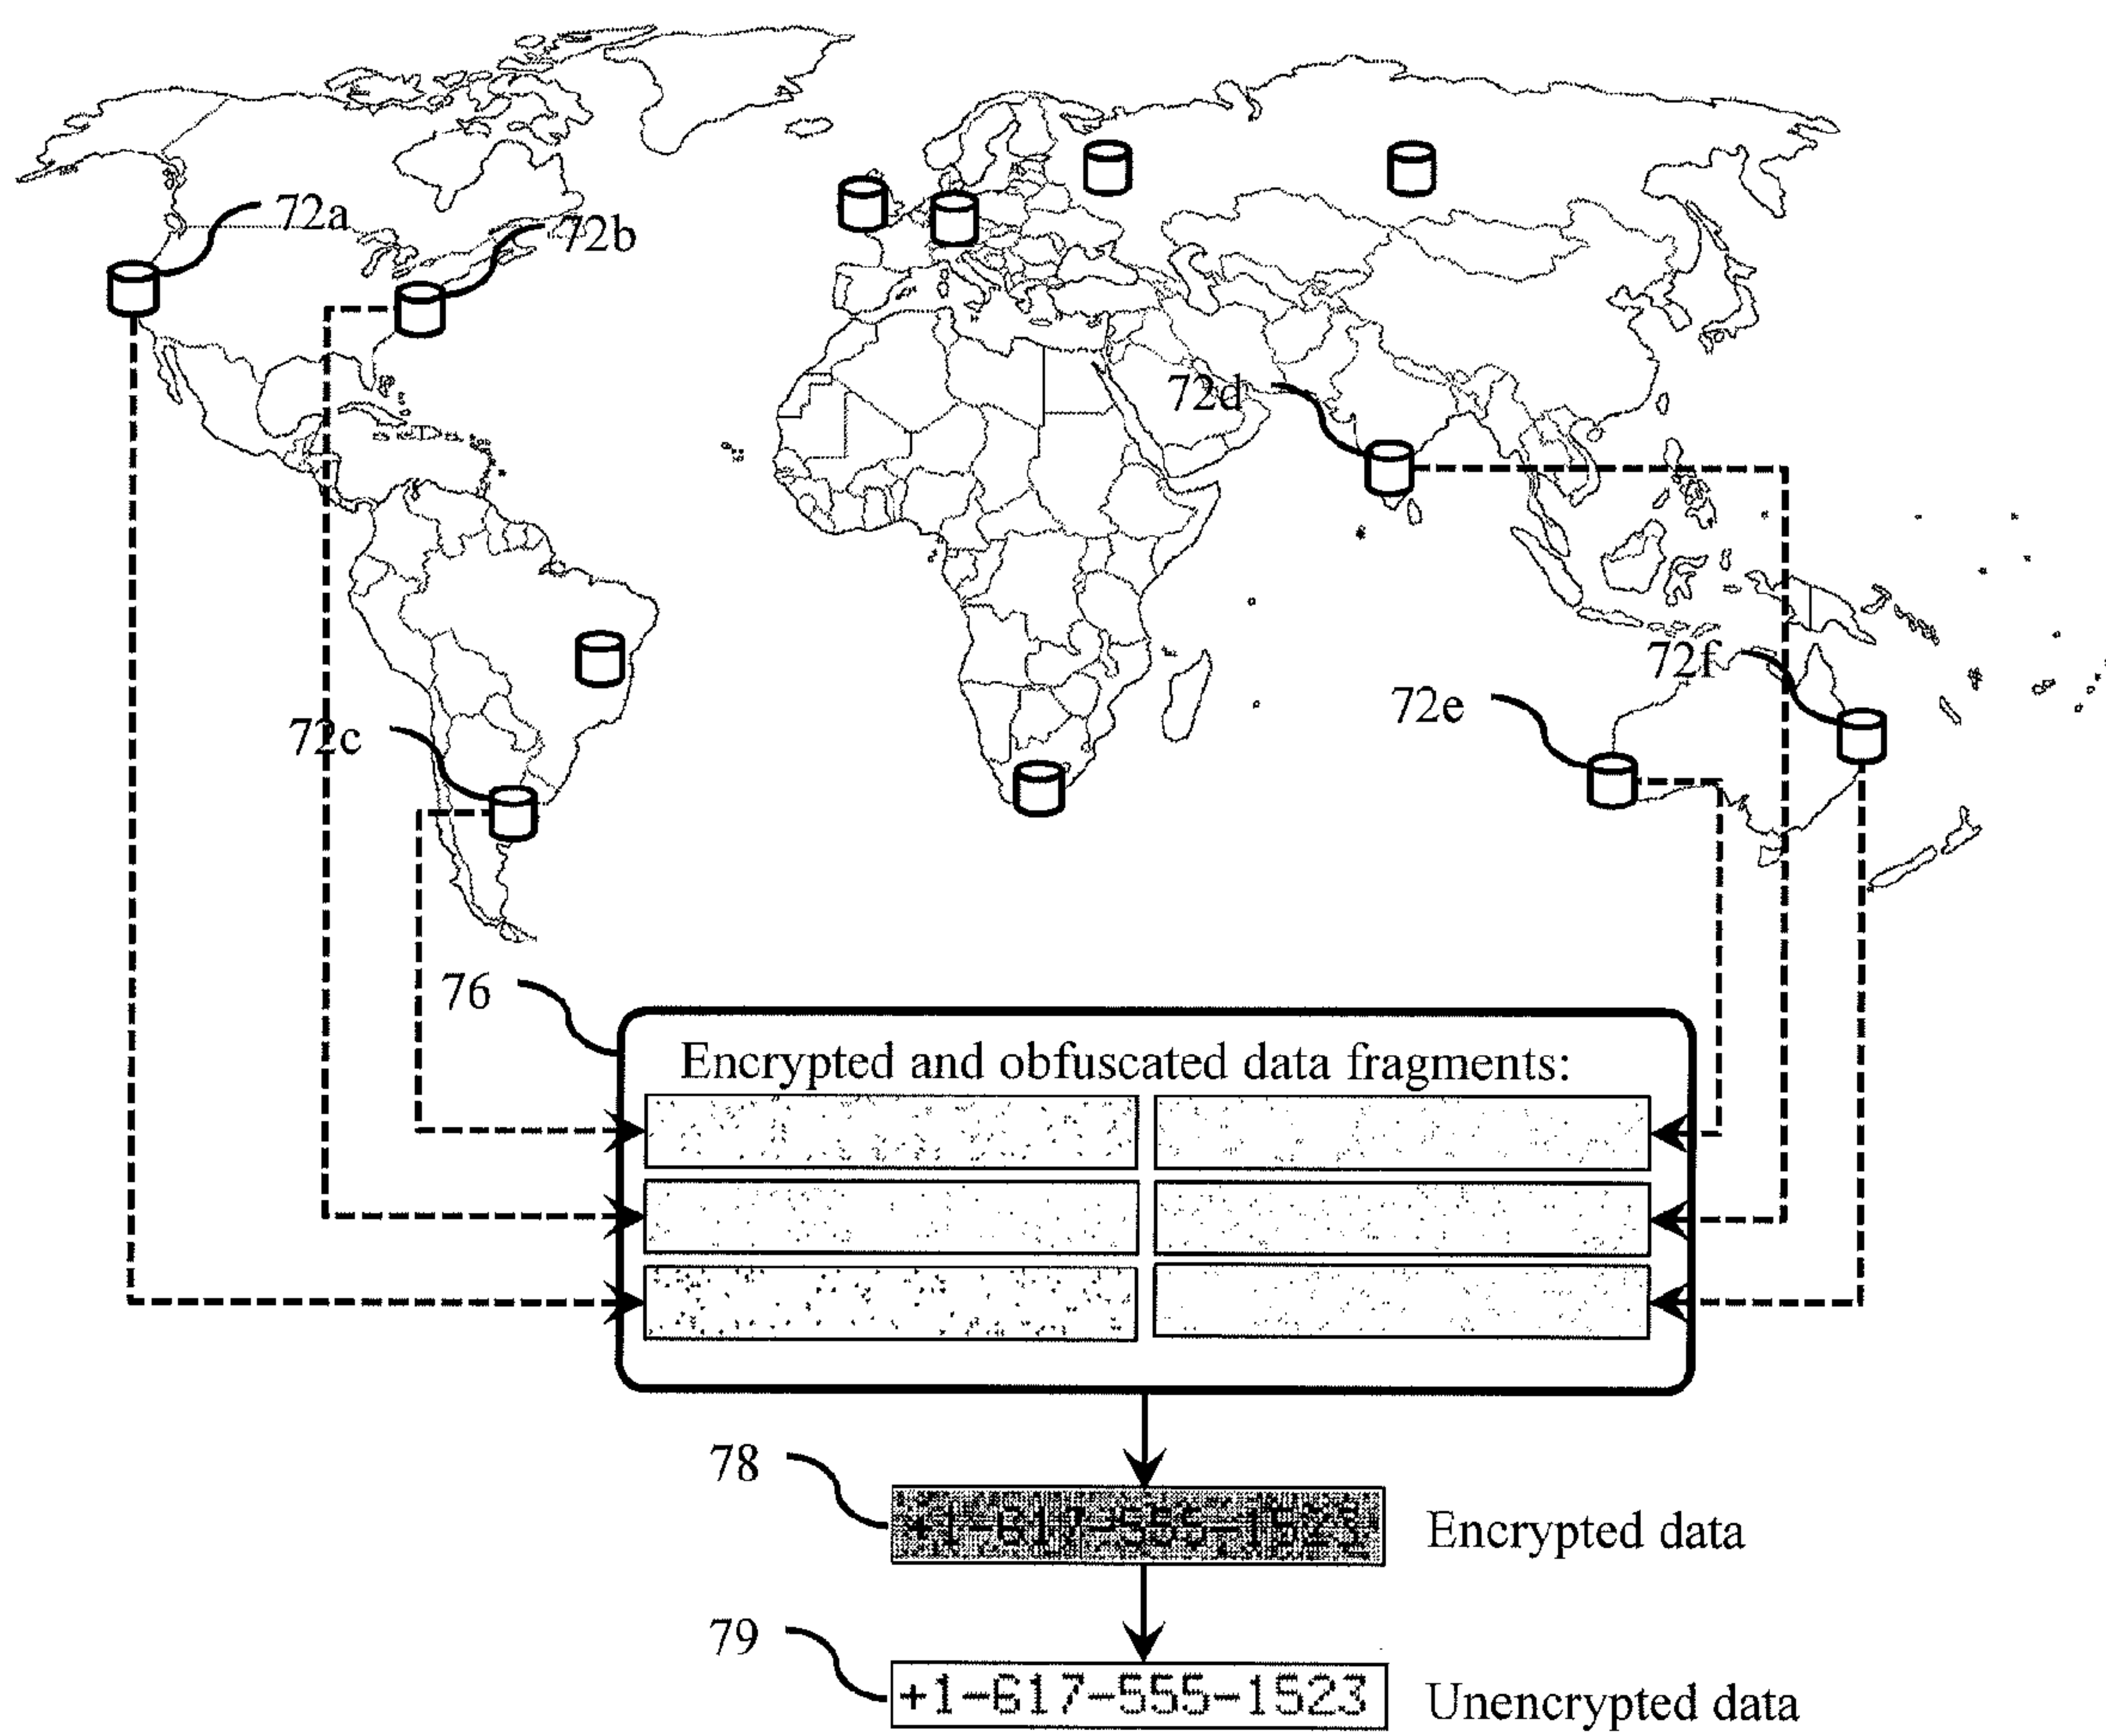 72a
72b
72d
72f
72e
72c
76
Encrypted and obfuscated data fragments:
78
+1-617-555-1523
Encrypted data
79
+1-617-555-1523
Unencrypted data